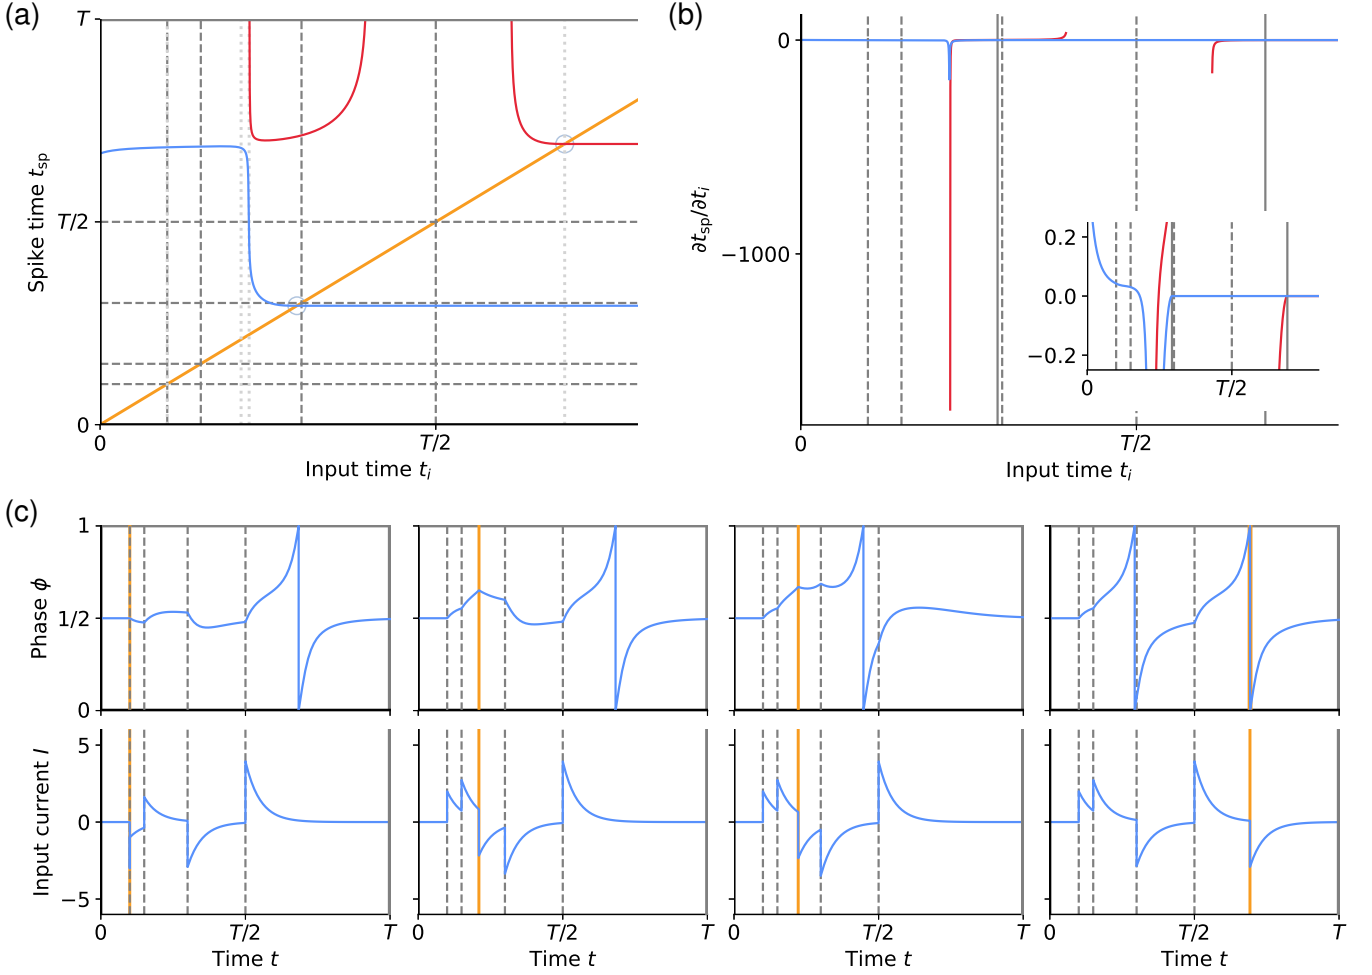 (a)
T
T/2
0
Spike time t_sp
0
T/2
Input time t_i
(b)
0
−1000
∂t_sp/∂t_i
0.2
0.0
−0.2
0
T/2
0
T/2
Input time t_i
(c)
1
1/2
0
Phase ϕ
5
0
−5
Input current I
0
T/2
T
Time t
0
T/2
T
Time t
0
T/2
T
Time t
0
T/2
T
Time t